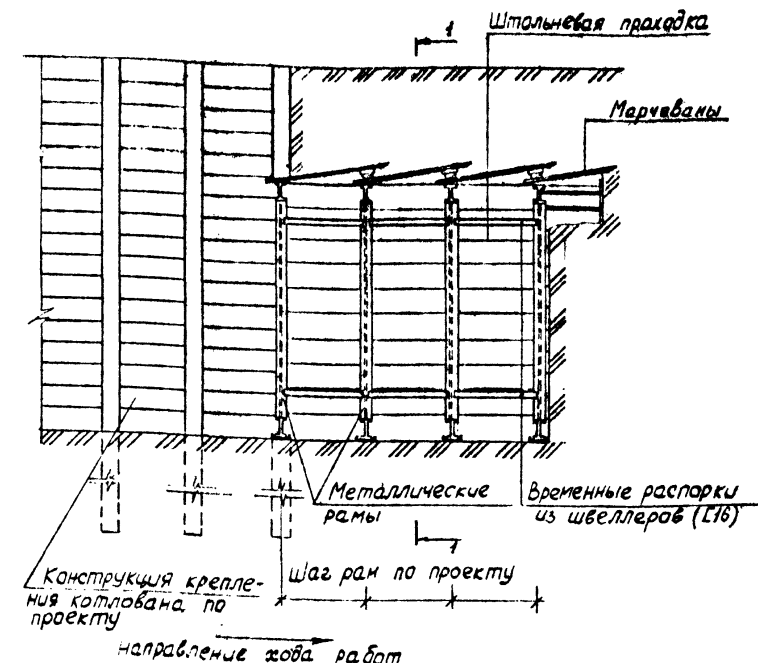 1
Штольневая проходка
Марчеваны
Металлические
рамы
Временные распорки
из швеллеров ([16)
1
Шаг рам по проекту
Конструкция крепле-
ния котлована по
проекту
направление хода работ